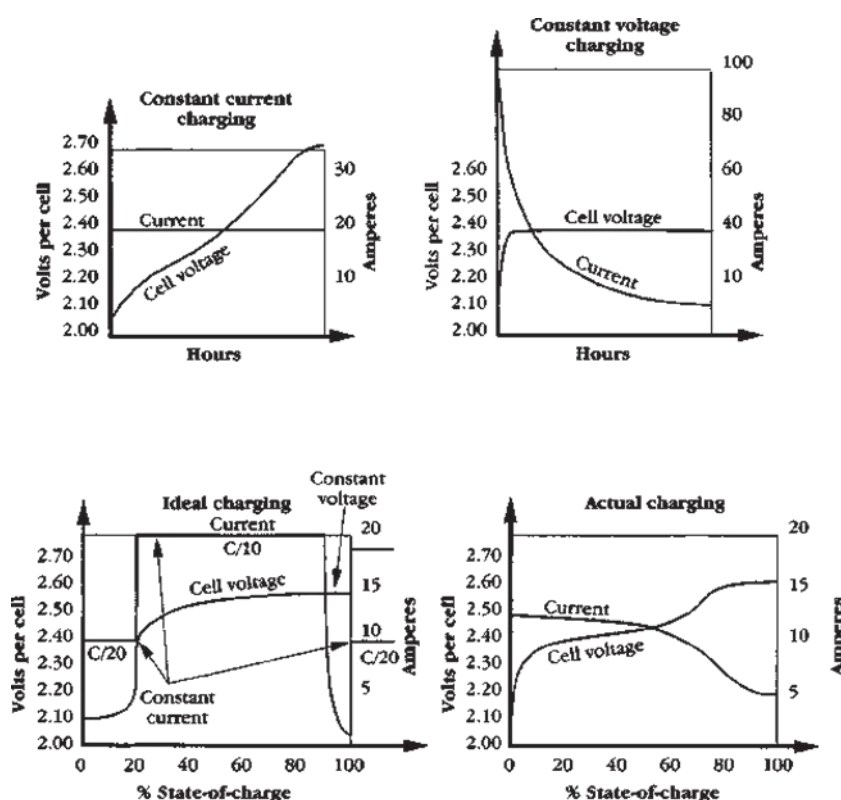 Constant current
charging
Volts per cell
2.70
2.60
2.50
2.40
2.30
2.20
2.10
2.00
Current
Cell voltage
30
20
10
Amperes
Hours
Constant voltage
charging
Volts per cell
2.60
2.50
2.40
2.30
2.20
2.10
2.00
Cell voltage
Current
100
80
60
40
10
Amperes
Hours
Ideal charging
Constant
voltage
Current
C/10
Cell voltage
Volts per cell
2.70
2.60
2.50
2.40
2.30
2.20
2.10
2.00
C/20
Constant
current
20
15
10
C/20
5
Amperes
0
20
40
60
80
100
% State-of-charge
Actual charging
Volts per cell
2.70
2.60
2.50
2.40
2.30
2.20
2.10
2.00
Current
Cell voltage
20
15
10
5
Amperes
0
20
40
60
80
100
% State-of-charge